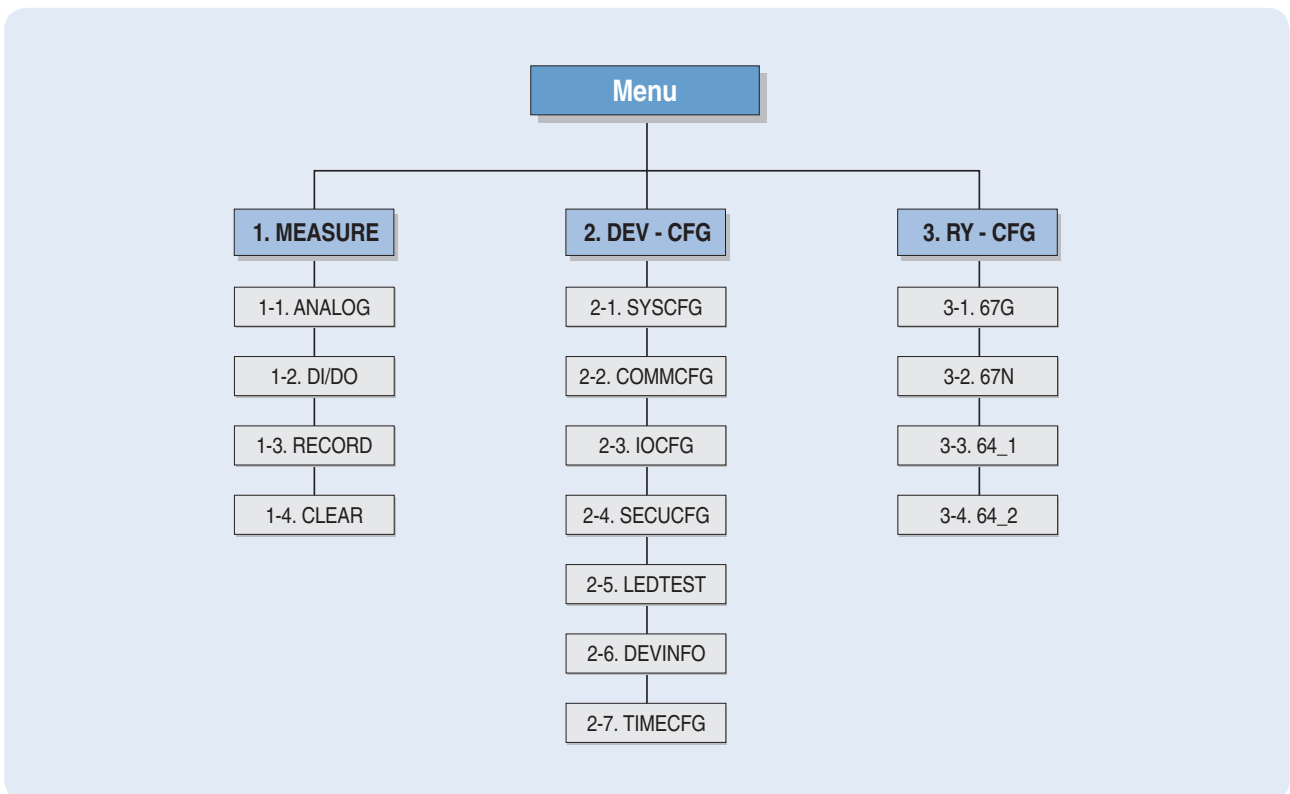 Menu
1. MEASURE
1-1. ANALOG
1-2. DI/DO
1-3. RECORD
1-4. CLEAR
2. DEV - CFG
2-1. SYSCFG
2-2. COMMCFG
2-3. IOCFG
2-4. SECUCFG
2-5. LEDTEST
2-6. DEVINFO
2-7. TIMECFG
3. RY - CFG
3-1. 67G
3-2. 67N
3-3. 64_1
3-4. 64_2